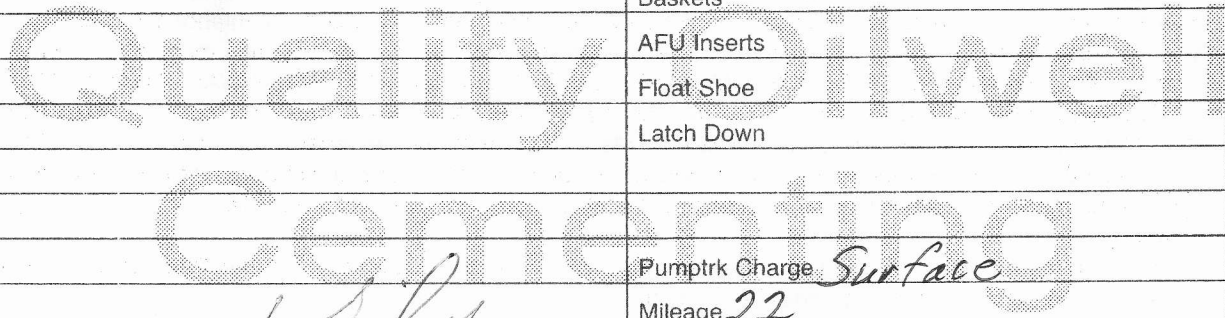 Baskets
Quality Oilwell
AFU Inserts
Float Shoe
Latch Down
Cementing
Pumptrk Charge Surface
Mileage 22